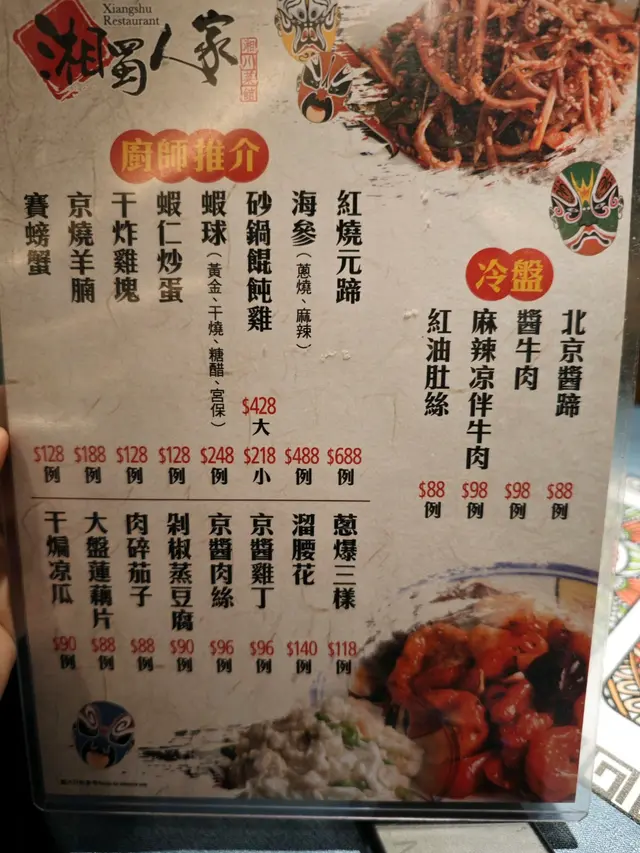 Xiangshu
Restaurant
湘蜀人家
廚師推介
紅燒元蹄
$688
例
海參（蔥燒、麻辣）
$488
例
砂鍋餛飩雞
$428
大
$218
小
蝦球（黃金、干燒、糖醋、宮保）
$248
例
蝦仁炒蛋
$128
例
干炸雞塊
$128
例
京燒羊腩
$188
例
賽螃蟹
$128
例
冷盤
北京醬蹄
$88
例
醬牛肉
$98
例
麻辣涼伴牛肉
$98
例
紅油肚絲
$88
例
蔥爆三樣
$118
例
溜腰花
$140
例
京醬雞丁
$96
例
京醬肉絲
$96
例
剁椒蒸豆腐
$90
例
肉碎茄子
$88
例
大盤蓮藕片
$88
例
干煸凉瓜
$90
例